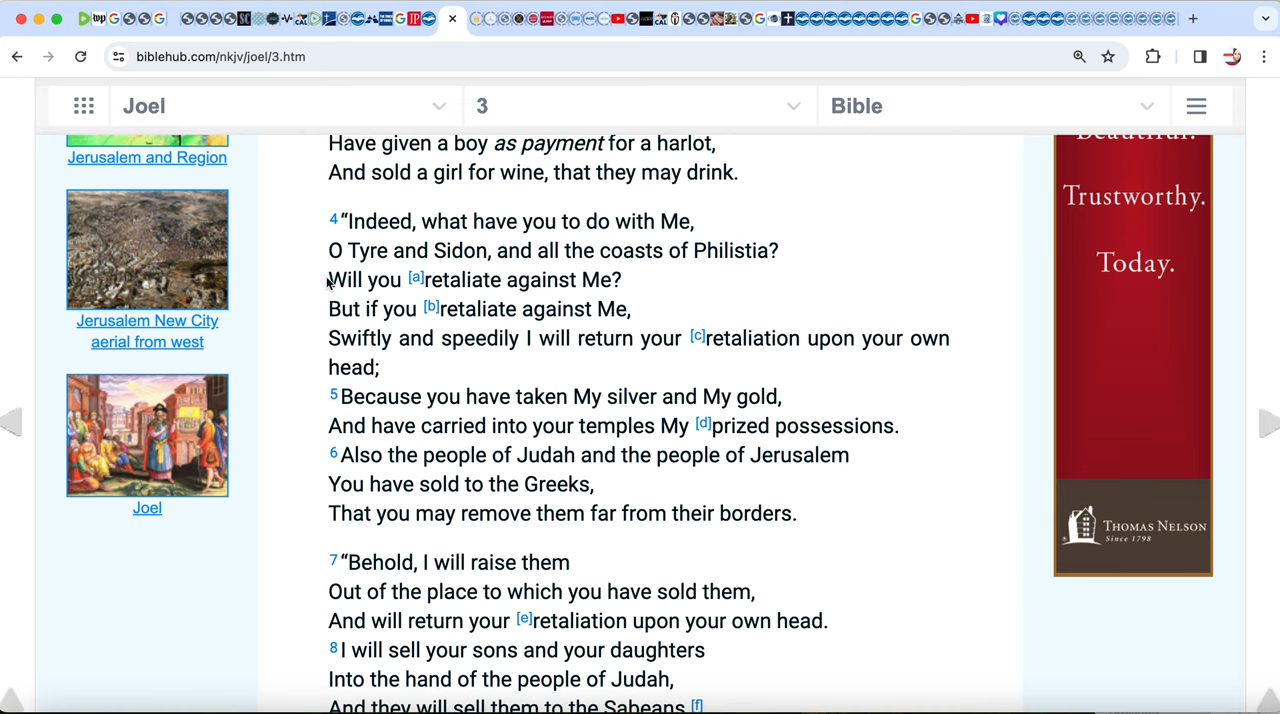 biblehub.com/nkjv/joel/3.htm
Joel
3
Bible
Jerusalem and Region
Jerusalem New City
aerial from west
Joel
Have given a boy as payment for a harlot,
And sold a girl for wine, that they may drink.
4 “Indeed, what have you to do with Me,
O Tyre and Sidon, and all the coasts of Philistia?
Will you [a]retaliate against Me?
But if you [b]retaliate against Me,
Swiftly and speedily I will return your [c]retaliation upon your own
head;
5 Because you have taken My silver and My gold,
And have carried into your temples My [d]prized possessions.
6 Also the people of Judah and the people of Jerusalem
You have sold to the Greeks,
That you may remove them far from their borders.
7 “Behold, I will raise them
Out of the place to which you have sold them,
And will return your [e]retaliation upon your own head.
8 I will sell your sons and your daughters
Into the hand of the people of Judah,
And they will sell them to the Sabeans,[f]
Beautiful.
Trustworthy.
Today.
THOMAS NELSON
Since 1798